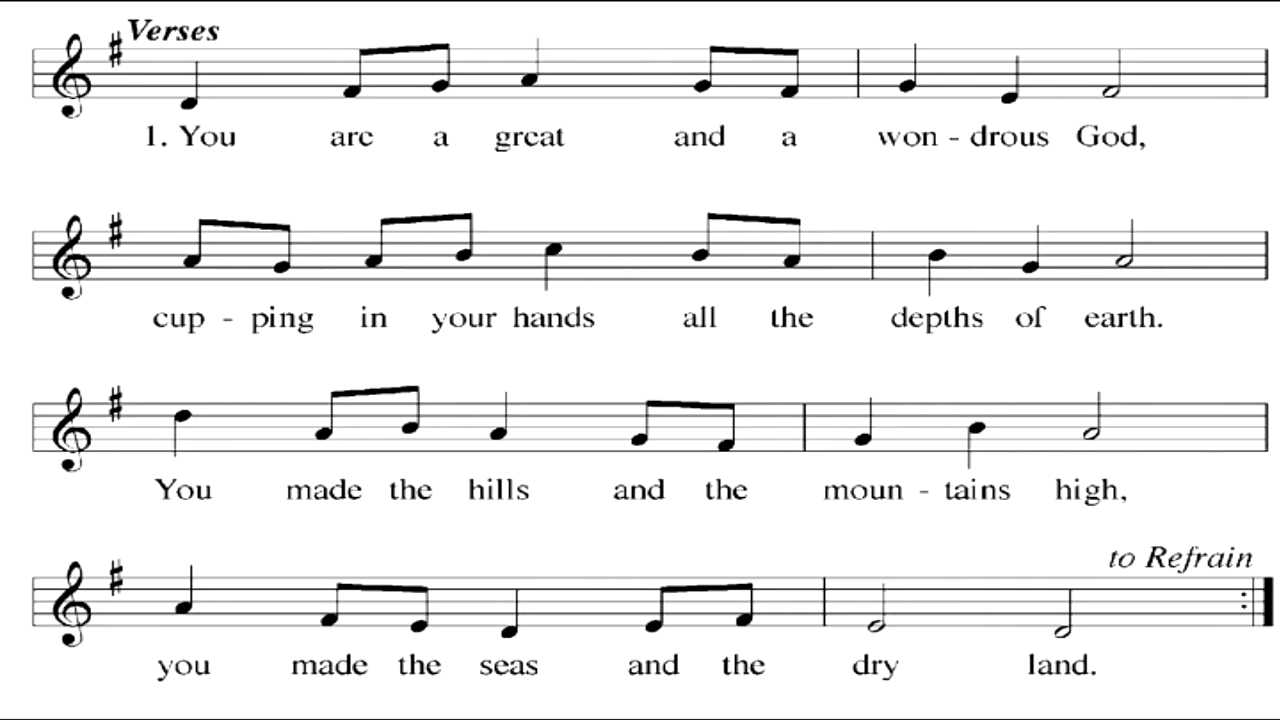 Verses
1. You are a great and a won - drous God,
cup - ping in your hands all the depths of earth.
You made the hills and the moun - tains high,
to Refrain
you made the seas and the dry land.